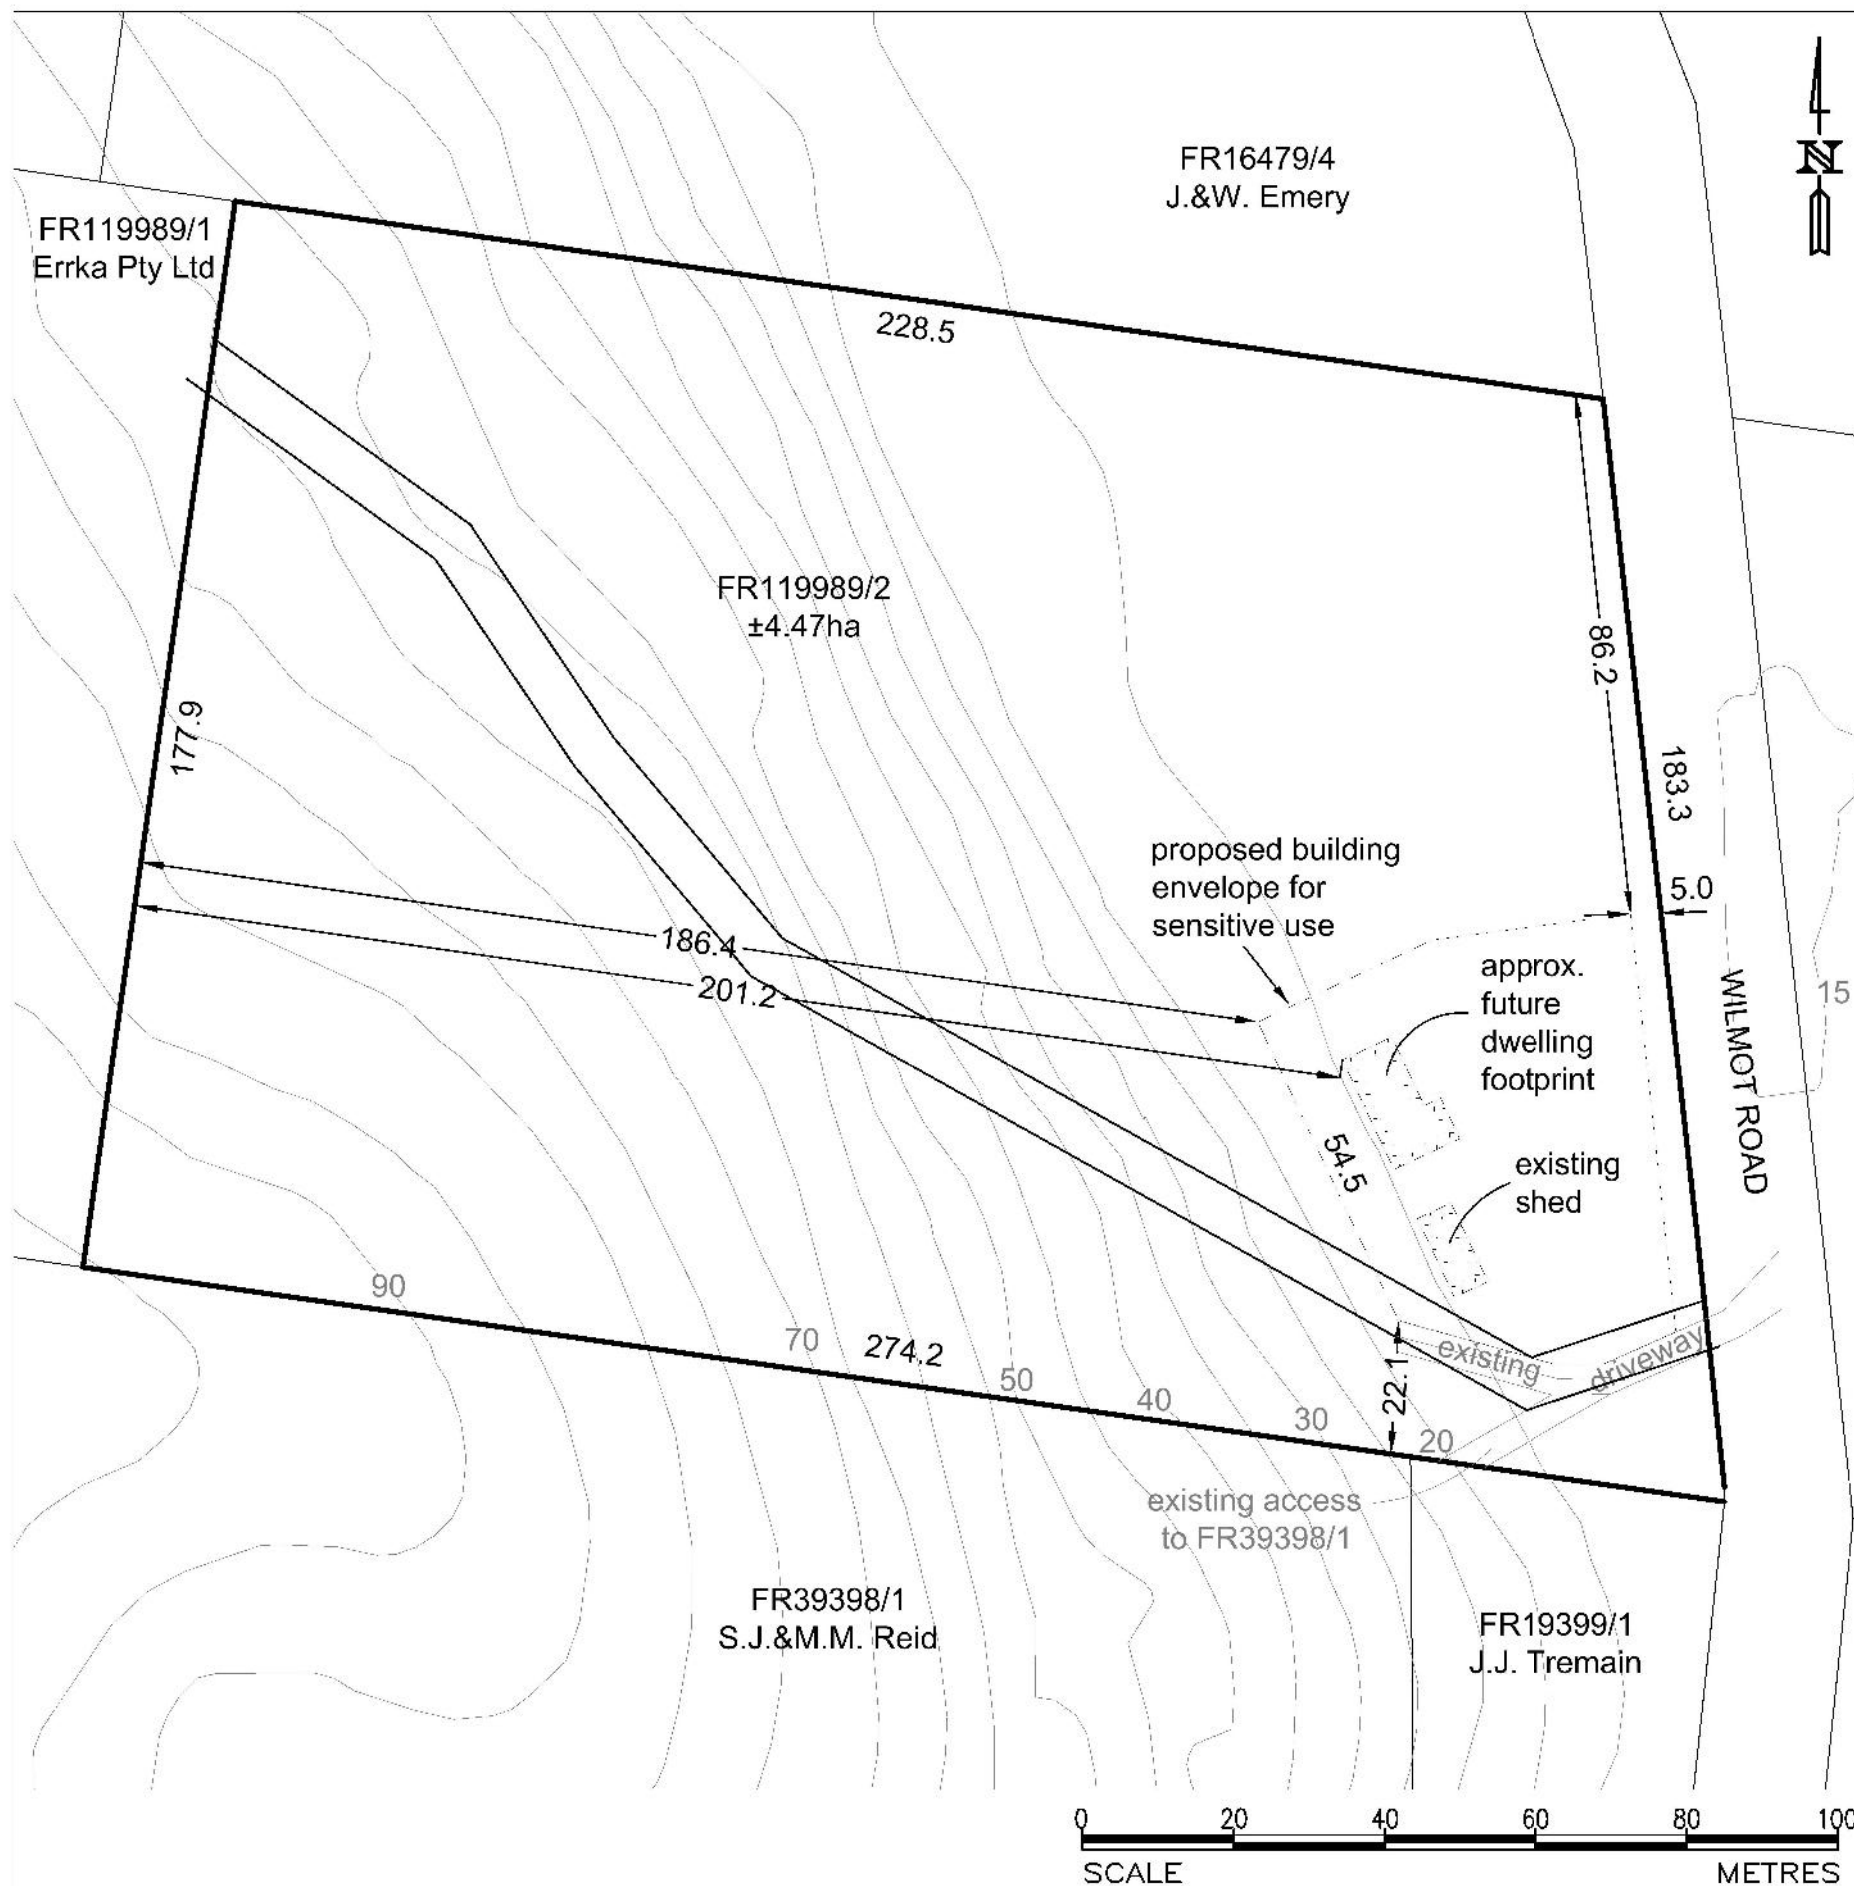 FR16479/4
J.&W. Emery
N
FR119989/1
Errka Pty Ltd
228.5
FR119989/2
±4.47ha
86.2
177.9
183.3
proposed building
envelope for
sensitive use
5.0
186.4
201.2
approx.
future
dwelling
footprint
15
WILMOT ROAD
54.5
existing
shed
90
70
274.2
50
40
30
20
22.1
existing driveway
existing access
to FR39398/1
FR39398/1
S.J.&M.M. Reid
FR19399/1
J.J. Tremain
0 20 40 60 80 100
SCALE METRES